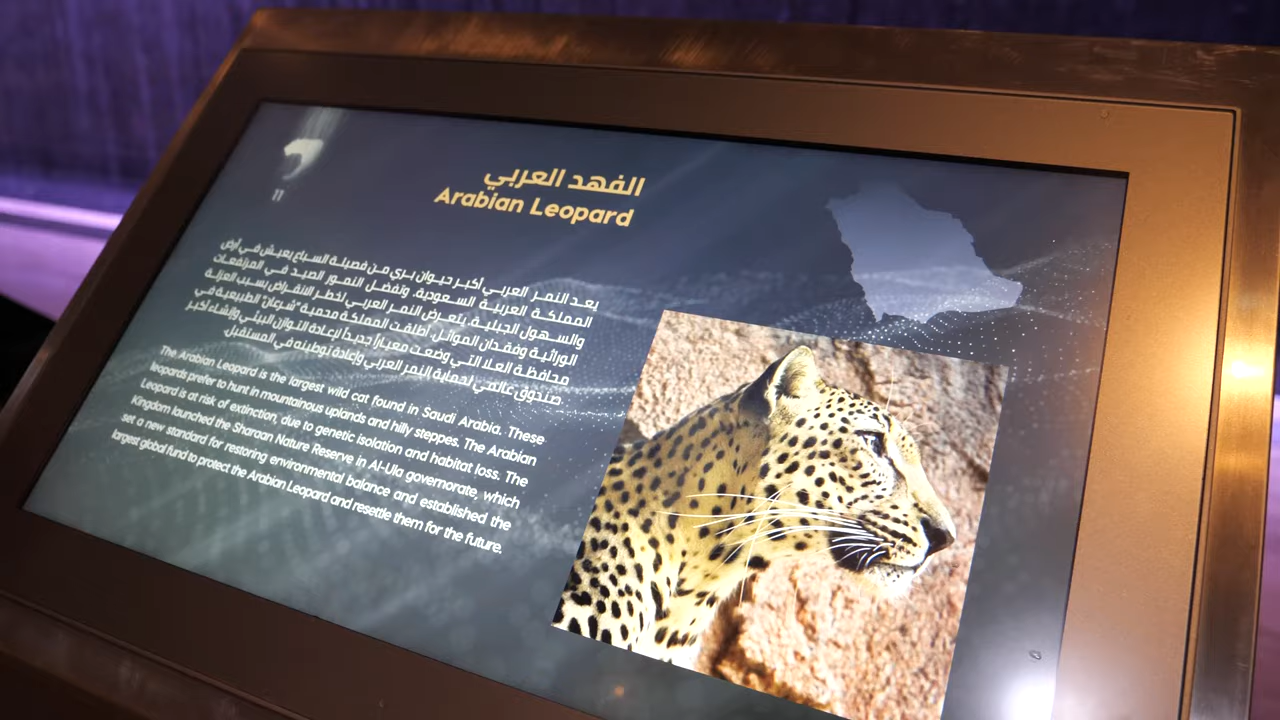 11
الفهد العربي
Arabian Leopard
يعد النمر العربي أكبر حيوان بري من فصيلة السباع يعيش في أرض
المملكة العربية السعودية. وتفضل النمور الصيد في المرتفعات
والسهول الجبلية. يتعرض النمر العربي لخطر الانقراض بسبب العزلة
الوراثية وفقدان الموائل. أطلقت المملكة محمية "شرعان" الطبيعية في
محافظة العلا التي وضعت معياراً جديداً لإعادة التوازن البيئي وإنشاء أكبر
صندوق عالمي لحماية النمر العربي وإعادة توطينه في المستقبل.
The Arabian Leopard is the largest wild cat found in Saudi Arabia. These
leopards prefer to hunt in mountainous uplands and hilly steppes. The Arabian
Leopard is at risk of extinction, due to genetic isolation and habitat loss. The
Kingdom launched the Sharaan Nature Reserve in Al-Ula governorate, which
set a new standard for restoring environmental balance and established the
largest global fund to protect the Arabian Leopard and resettle them for the future.